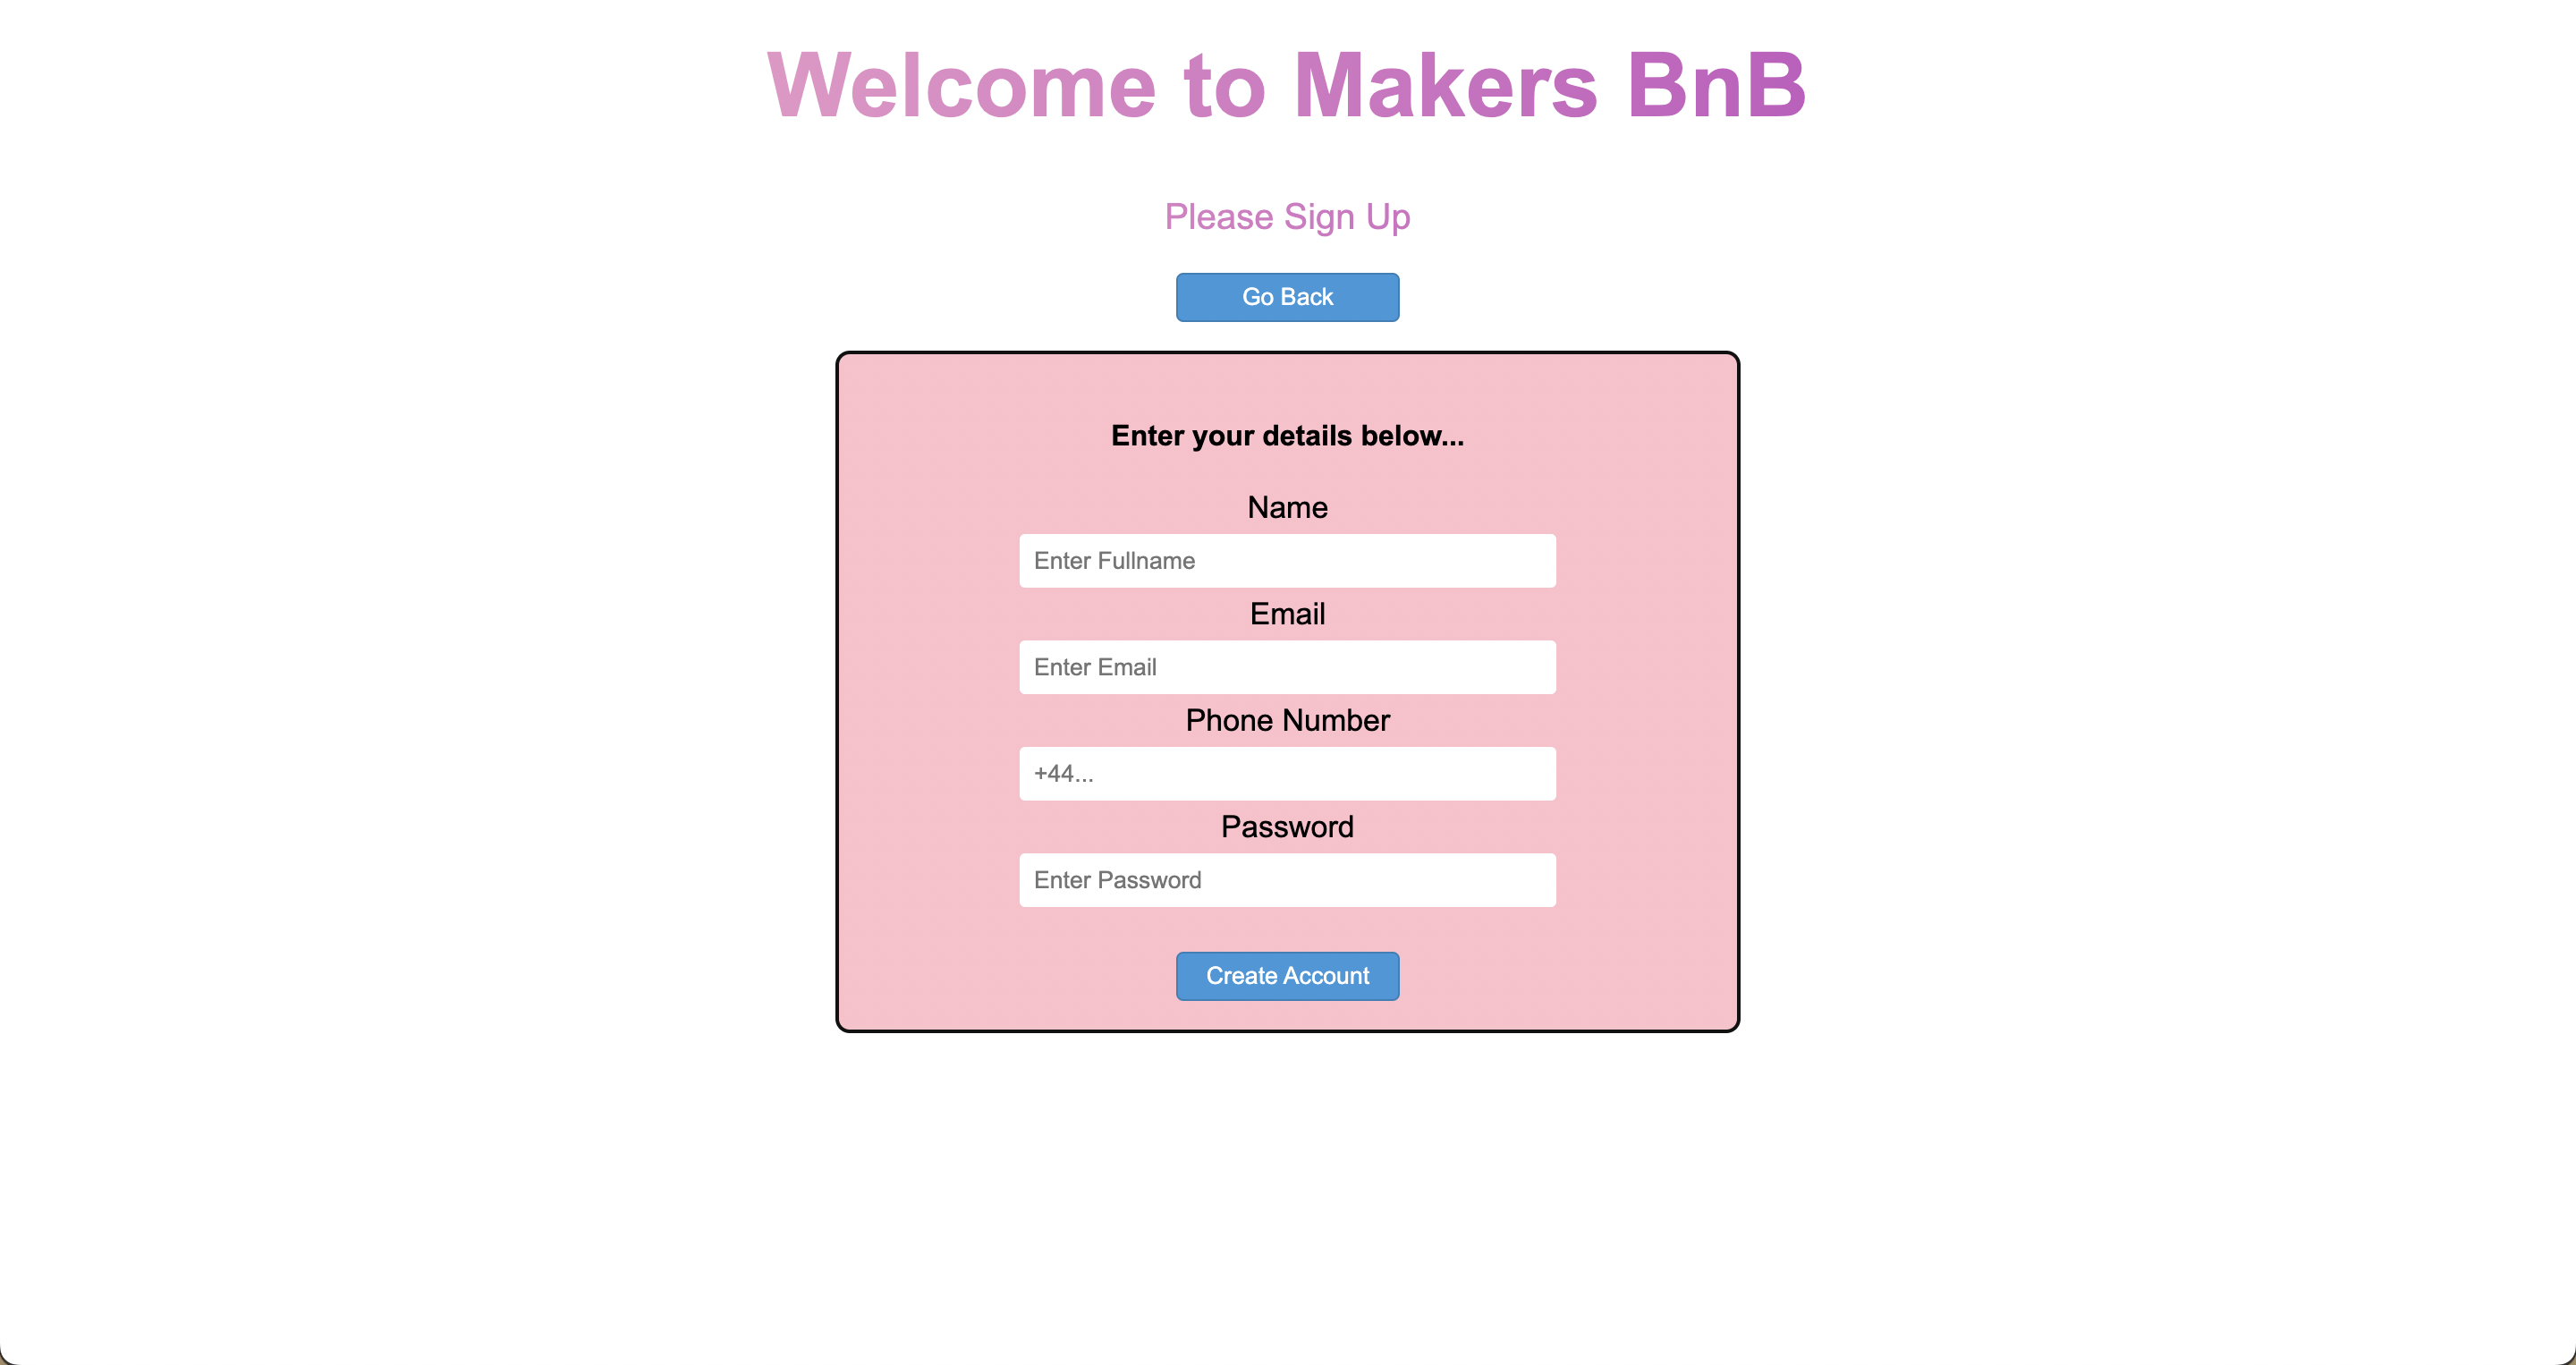 Welcome to Makers BnB
Please Sign Up
Go Back
Enter your details below...
Name
Enter Fullname
Email
Enter Email
Phone Number
+44...
Password
Enter Password
Create Account